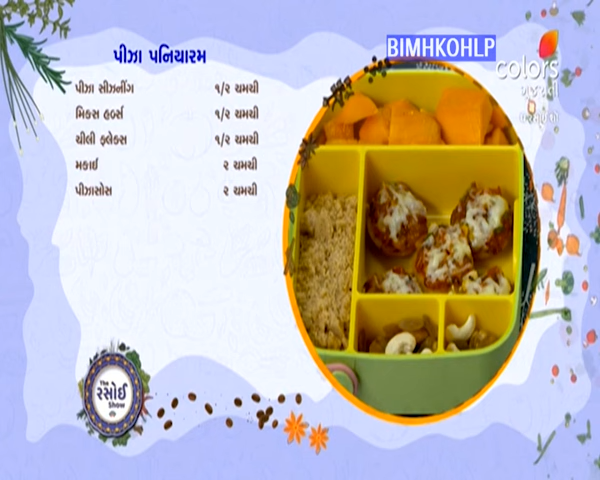 BIMHKOHLP
colors
ગુજરાતી
પીઝા પનિયારમ
પીઝા સીઝનીંગ ૧/૨ ચમચી
મિક્સ હર્બ્સ ૧/૨ ચમચી
ચીલી ફ્લેક્સ ૧/૨ ચમચી
મકાઈ ૨ ચમચી
પીઝાસોસ ૨ ચમચી
The
રસોઈ
Show